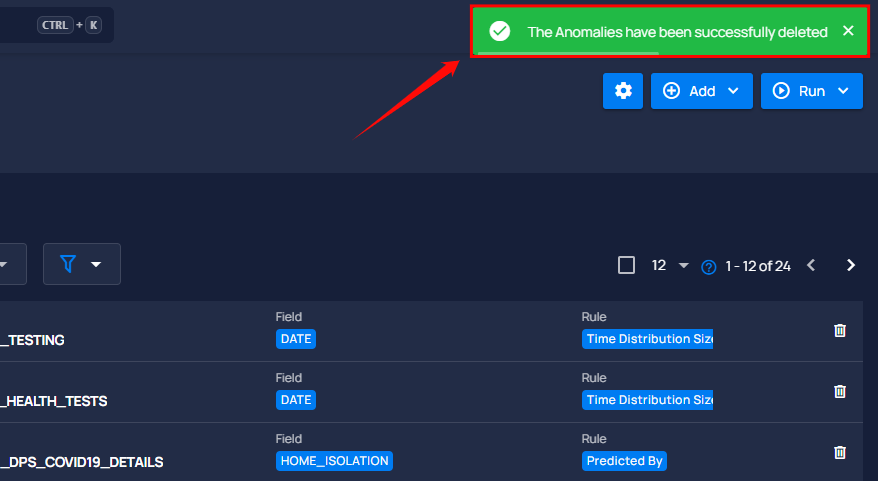 CTRL + K
The Anomalies have been successfully deleted
Add
Run
12
1 - 12 of 24
Field
Rule
_TESTING
DATE
Time Distribution Size
Field
Rule
_HEALTH_TESTS
DATE
Time Distribution Size
Field
Rule
_DPS_COVID19_DETAILS
HOME_ISOLATION
Predicted By